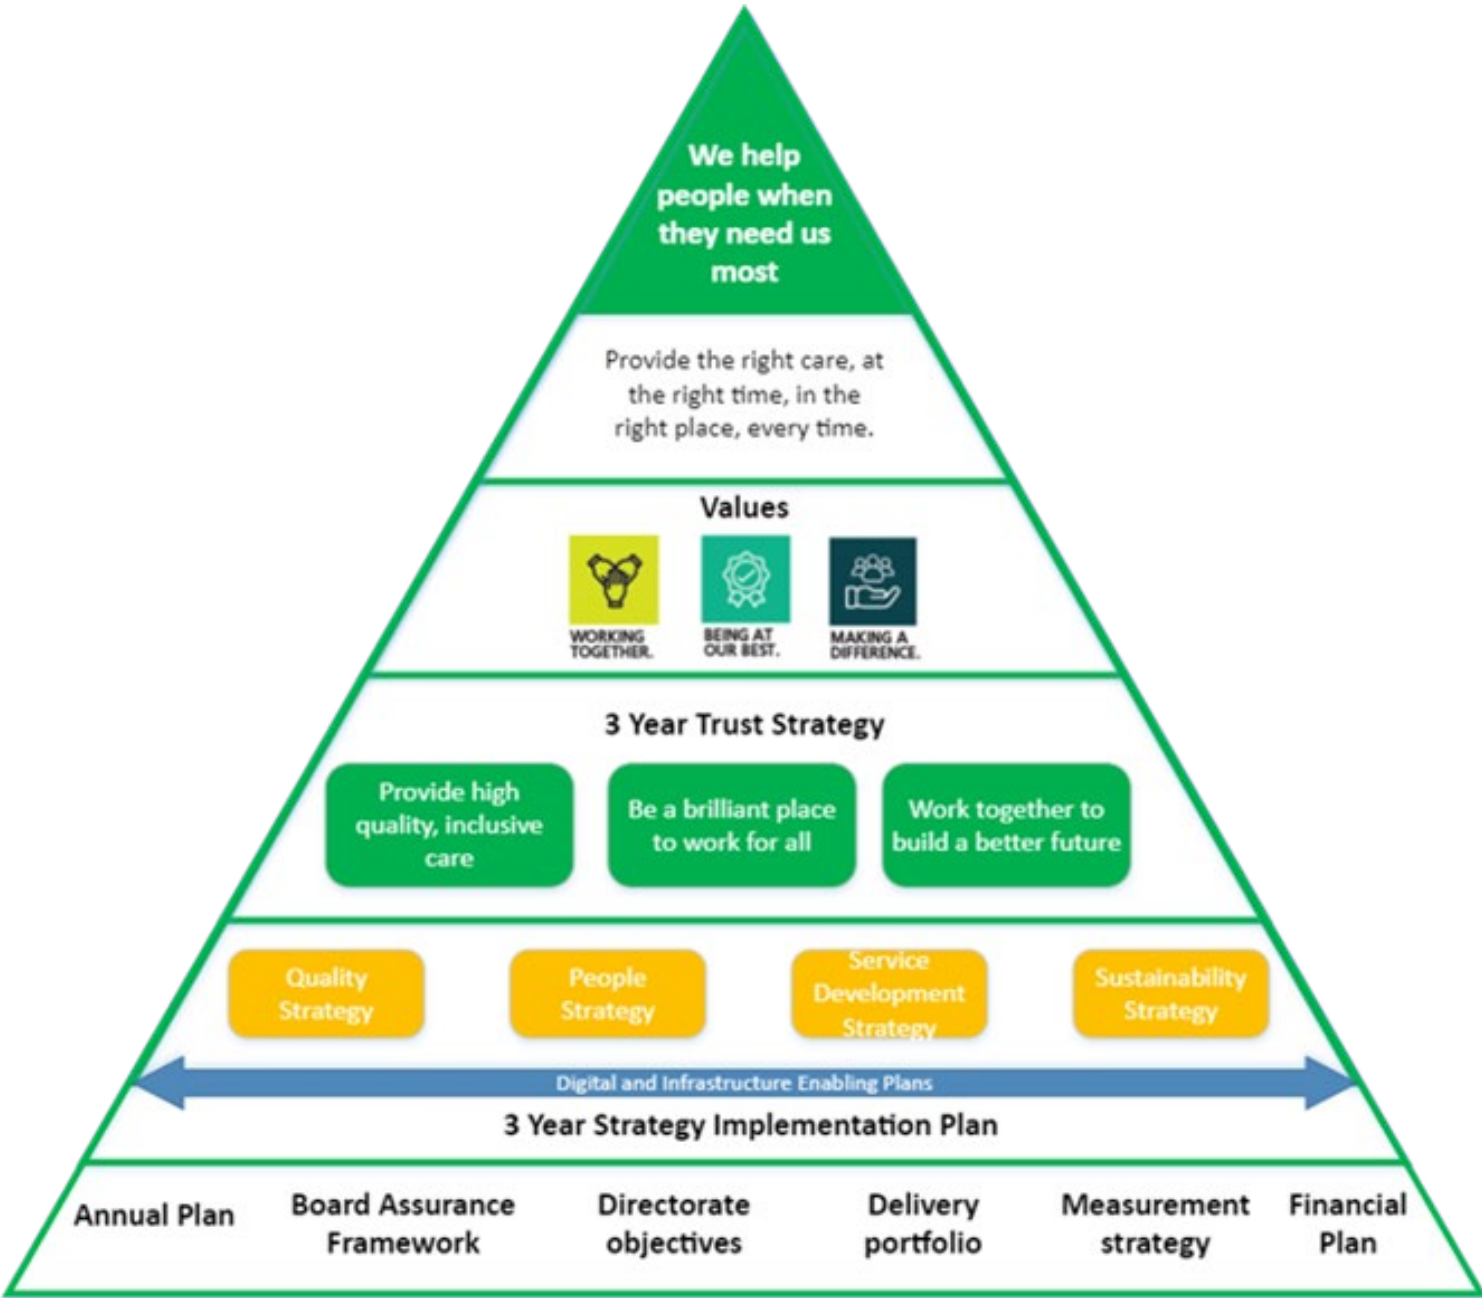 We help
people when
they need us
most
Provide the right care, at
the right time, in the
right place, every time.
Values
WORKING
TOGETHER.
BEING AT
OUR BEST.
MAKING A
DIFFERENCE.
3 Year Trust Strategy
Provide high
quality, inclusive
care
Be a brilliant place
to work for all
Work together to
build a better future
Quality
Strategy
People
Strategy
Service
Development
Strategy
Sustainability
Strategy
Digital and Infrastructure Enabling Plans
3 Year Strategy Implementation Plan
Annual Plan
Board Assurance
Framework
Directorate
objectives
Delivery
portfolio
Measurement
strategy
Financial
Plan